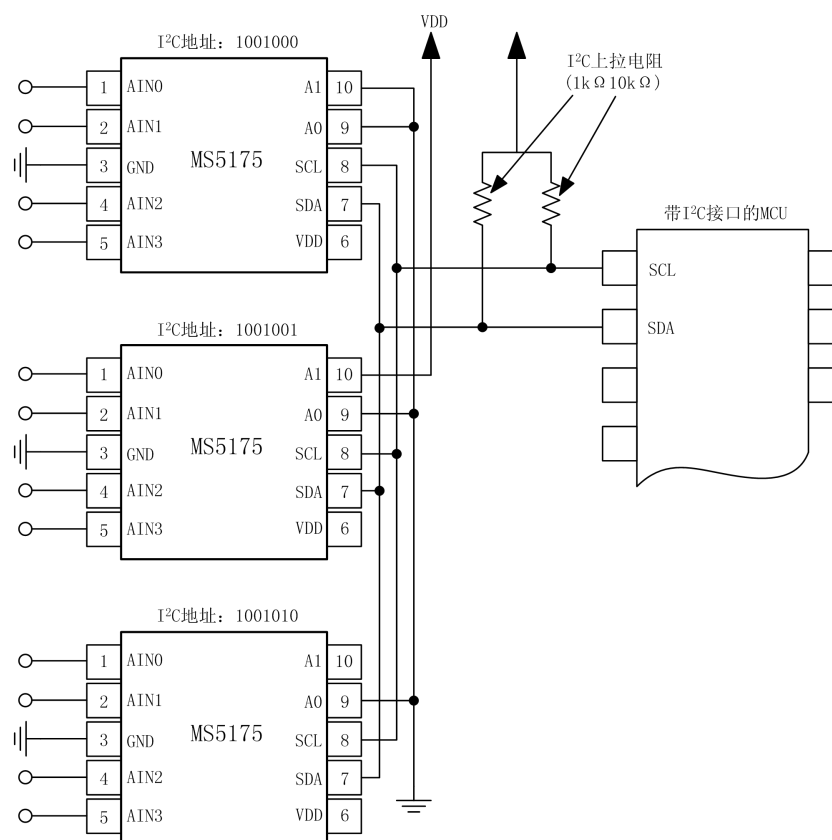 VDD
I²C地址：1001000
I²C上拉电阻
(1kΩ10kΩ)
1 AIN0 A1 10
2 AIN1 A0 9
3 GND MS5175 SCL 8
4 AIN2 SDA 7
5 AIN3 VDD 6
带I²C接口的MCU
SCL
SDA
I²C地址：1001001
1 AIN0 A1 10
2 AIN1 A0 9
3 GND MS5175 SCL 8
4 AIN2 SDA 7
5 AIN3 VDD 6
I²C地址：1001010
1 AIN0 A1 10
2 AIN1 A0 9
3 GND MS5175 SCL 8
4 AIN2 SDA 7
5 AIN3 VDD 6